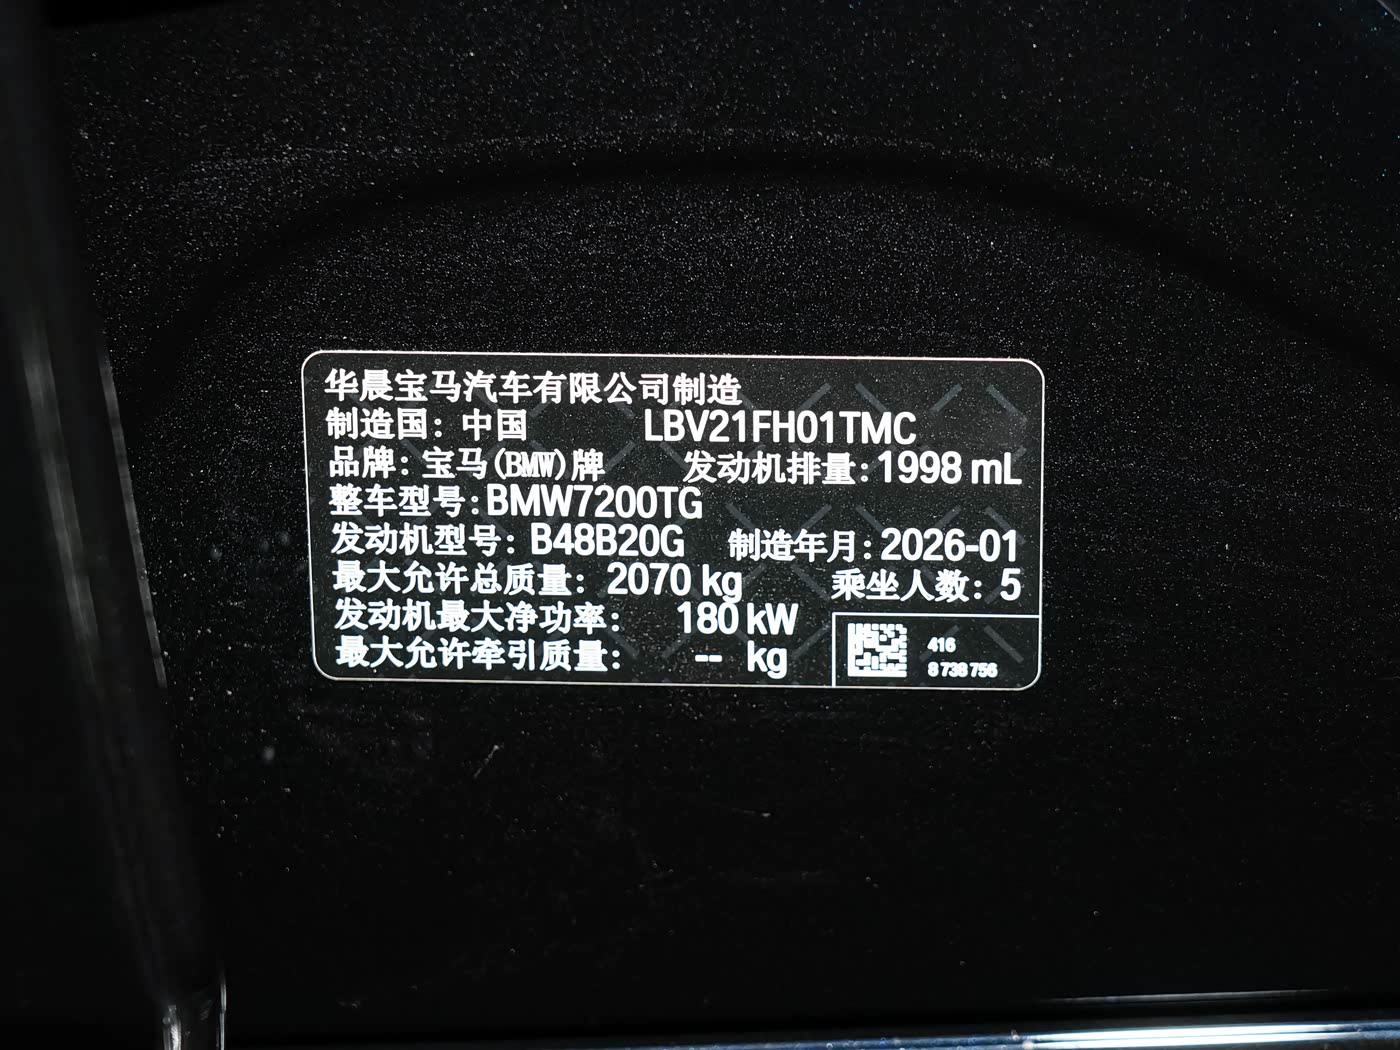 华晨宝马汽车有限公司制造
制造国：中国 LBV21FH01TMC
品牌：宝马(BMW)牌 发动机排量：1998 mL
整车型号：BMW7200TG
发动机型号：B48B20G 制造年月：2026-01
最大允许总质量：2070 kg 乘坐人数：5
发动机最大净功率：180 kW
最大允许牵引质量：-- kg
416
8 738 756